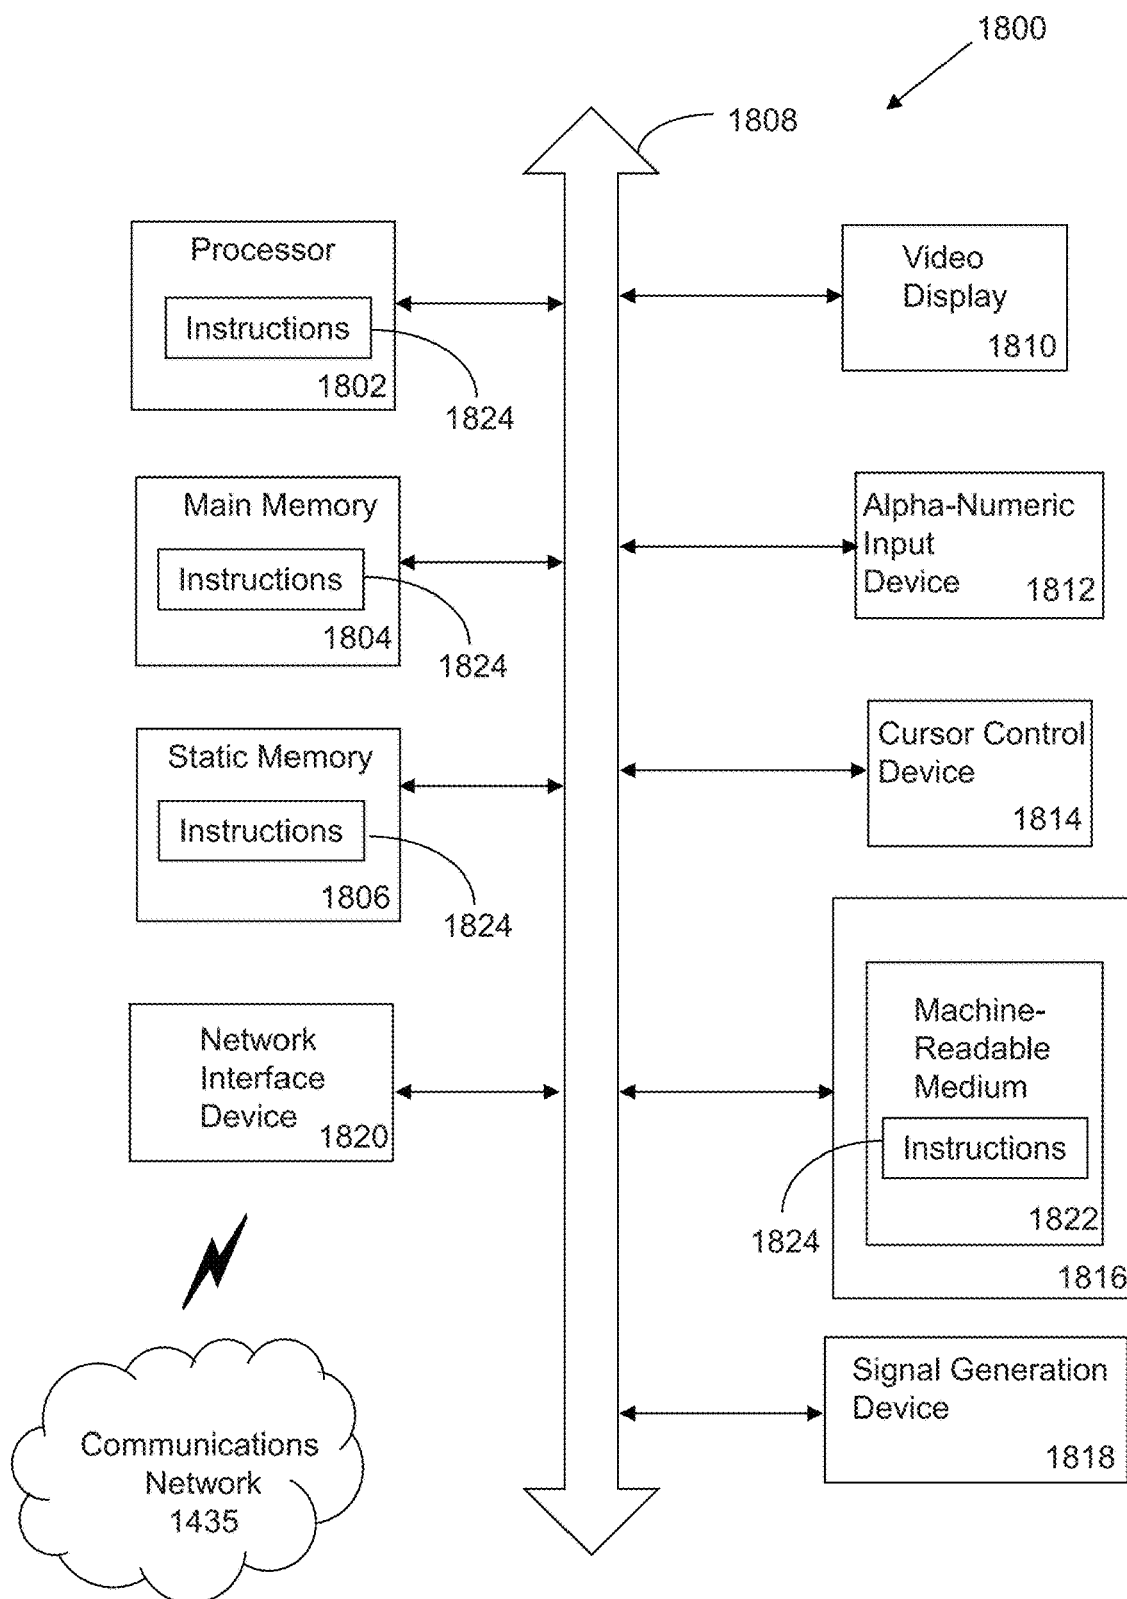 1800
1808
Processor
Instructions
1802
1824
Video
Display
1810
Main Memory
Instructions
1804
1824
Alpha-Numeric
Input
Device
1812
Static Memory
Instructions
1806
1824
Cursor Control
Device
1814
Network
Interface
Device
1820
Machine-
Readable
Medium
Instructions
1824
1822
1816
Communications
Network
1435
Signal Generation
Device
1818